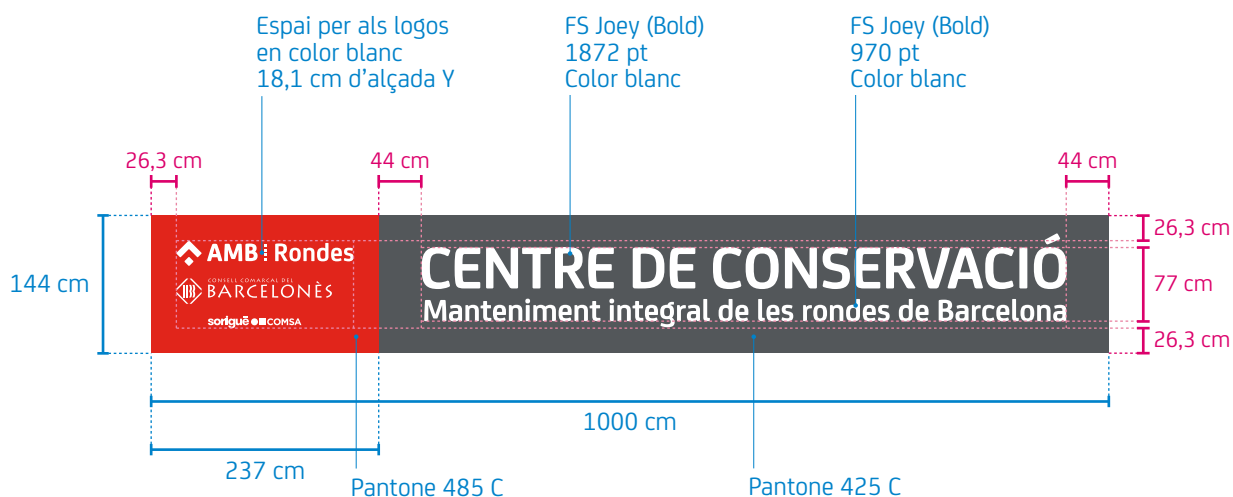 Espai per als logos
en color blanc
18,1 cm d'alçada Y
FS Joey (Bold)
1872 pt
Color blanc
FS Joey (Bold)
970 pt
Color blanc
26,3 cm
44 cm
44 cm
144 cm
AMB Rondes
CONSELL COMARCAL DEL
BARCELONÈS
sorigué COMSA
CENTRE DE CONSERVACIÓ
Manteniment integral de les rondes de Barcelona
26,3 cm
77 cm
26,3 cm
1000 cm
237 cm
Pantone 485 C
Pantone 425 C